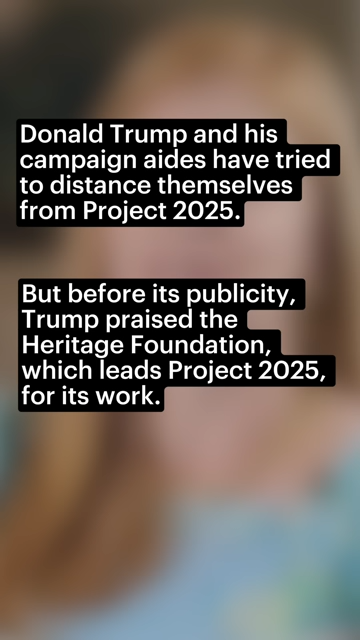 Donald Trump and his
campaign aides have tried
to distance themselves
from Project 2025.
But before its publicity,
Trump praised the
Heritage Foundation,
which leads Project 2025,
for its work.